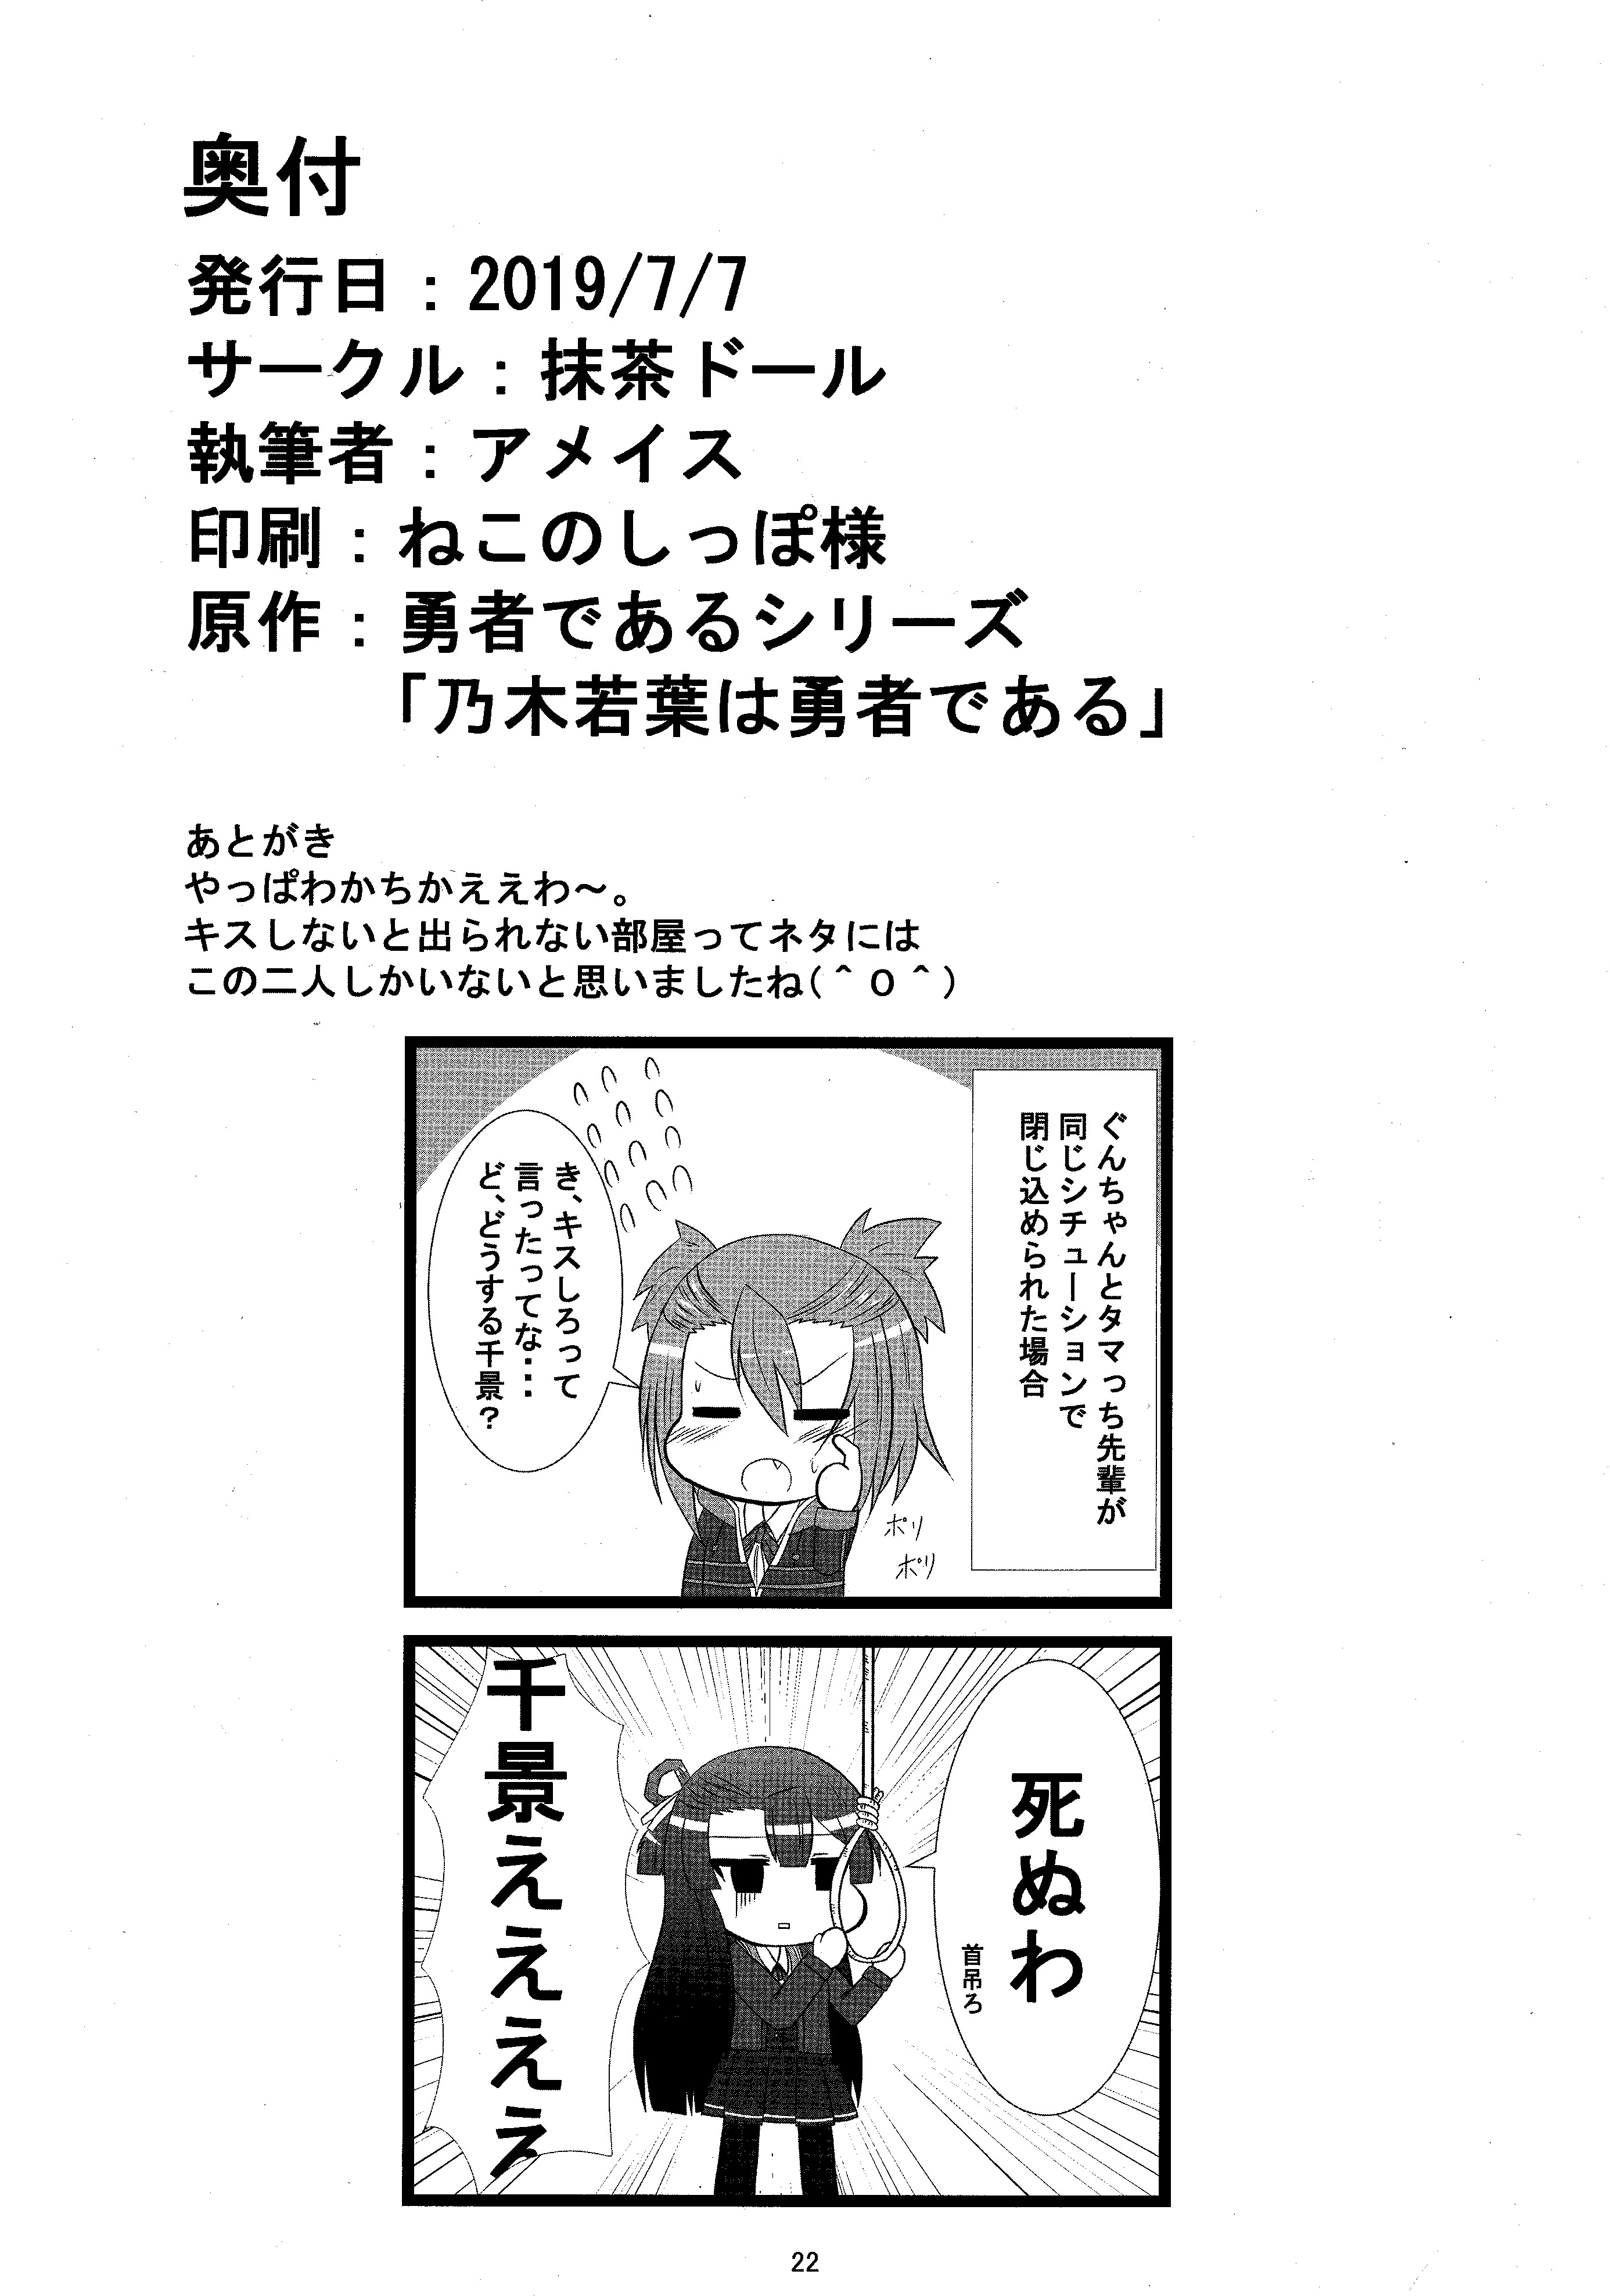 奥付
発行日：2019/7/7
サークル：抹茶ドール
執筆者：アメイス
印刷：ねこのしっぽ様
原作：勇者であるシリーズ
「乃木若葉は勇者である」
あとがき
やっぱわかちかええわ～。
キスしないと出られない部屋ってネタには
この二人しかいないと思いましたね(＾O＾)
ぐんちゃんとタマっち先輩が
同じシチューションで
閉じ込められた場合
き、キスしろって
言ったってな・・・
ど、どうする千景？
ポリ
ポリ
死ぬわ
首吊ろ
千景ええええ
22